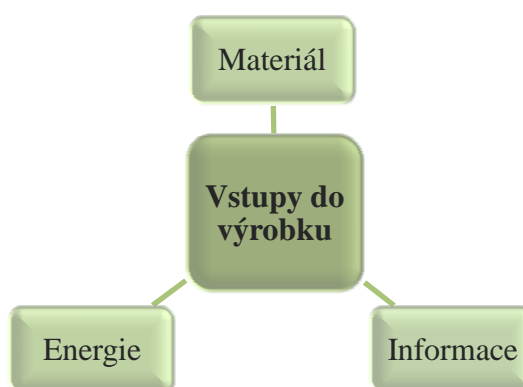 Materiál
Vstupy do
výrobku
Energie
Informace